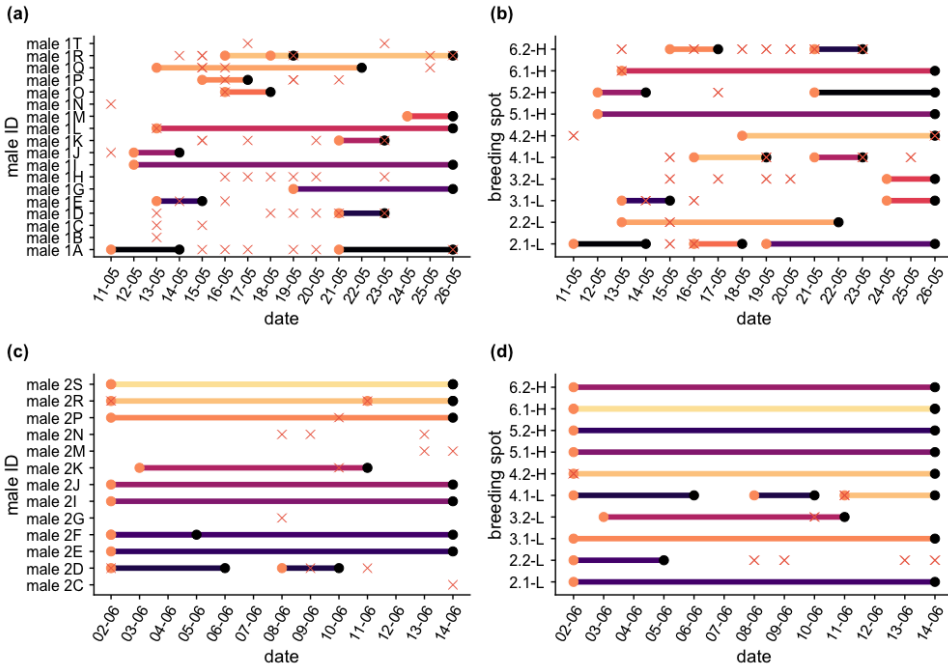 (a)
male 1T
male 1R
male 1Q
male 1P
male 1O
male 1N
male 1M
male 1L
male 1K
male 1J
male 1I
male 1H
male 1G
male 1E
male 1D
male 1C
male 1B
male 1A
male ID
11-05
12-05
13-05
14-05
15-05
16-05
17-05
18-05
19-05
20-05
21-05
22-05
23-05
24-05
25-05
26-05
date
(b)
6.2-H
6.1-H
5.2-H
5.1-H
4.2-H
4.1-L
3.2-L
3.1-L
2.2-L
2.1-L
breeding spot
11-05
12-05
13-05
14-05
15-05
16-05
17-05
18-05
19-05
20-05
21-05
22-05
23-05
24-05
25-05
26-05
date
(c)
male 2S
male 2R
male 2P
male 2N
male 2M
male 2K
male 2J
male 2I
male 2G
male 2F
male 2E
male 2D
male 2C
male ID
02-06
03-06
04-06
05-06
06-06
07-06
08-06
09-06
10-06
11-06
12-06
13-06
14-06
date
(d)
6.2-H
6.1-H
5.2-H
5.1-H
4.2-H
4.1-L
3.2-L
3.1-L
2.2-L
2.1-L
breeding spot
02-06
03-06
04-06
05-06
06-06
07-06
08-06
09-06
10-06
11-06
12-06
13-06
14-06
date